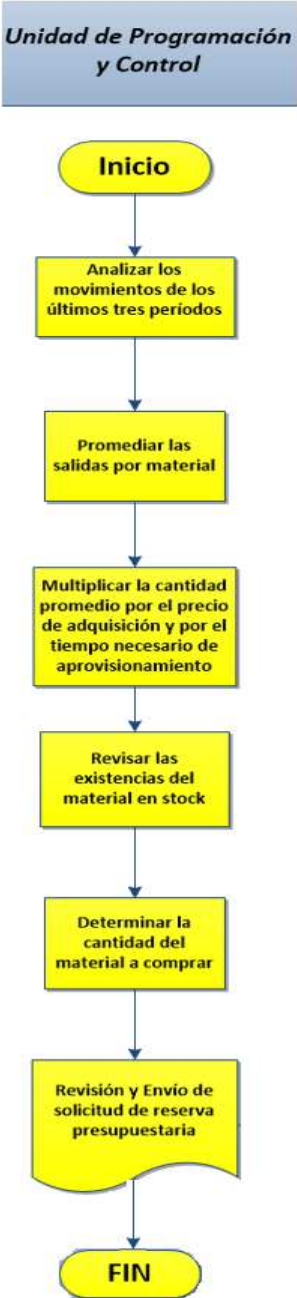 Unidad de Programación
y Control
Inicio
Analizar los
movimientos de los
últimos tres períodos
Promediar las
salidas por material
Multiplicar la cantidad
promedio por el precio
de adquisición y por el
tiempo necesario de
aprovisionamiento
Revisar las
existencias del
material en stock
Determinar la
cantidad del
material a comprar
Revisión y Envío de
solicitud de reserva
presupuestaria
FIN